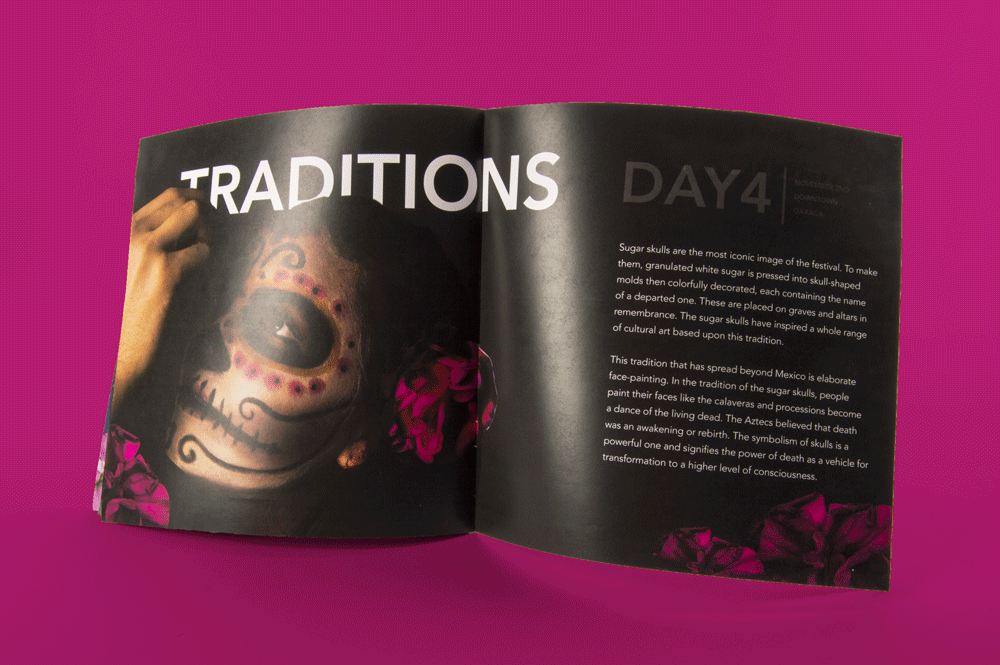 TRADITIONS
DAY4
DOWNTOWN
OAXACA
Sugar skulls are the most iconic image of the festival. To make
them, granulated white sugar is pressed into skull-shaped
molds then colorfully decorated, each containing the name
of a departed one. These are placed on graves and altars in
remembrance. The sugar skulls have inspired a whole range
of cultural art based upon this tradition.
This tradition that has spread beyond Mexico is elaborate
face-painting. In the tradition of the sugar skulls, people
paint their faces like the calaveras and processions become
a dance of the living dead. The Aztecs believed that death
was an awakening or rebirth. The symbolism of skulls is a
powerful one and signifies the power of death as a vehicle for
transformation to a higher level of consciousness.